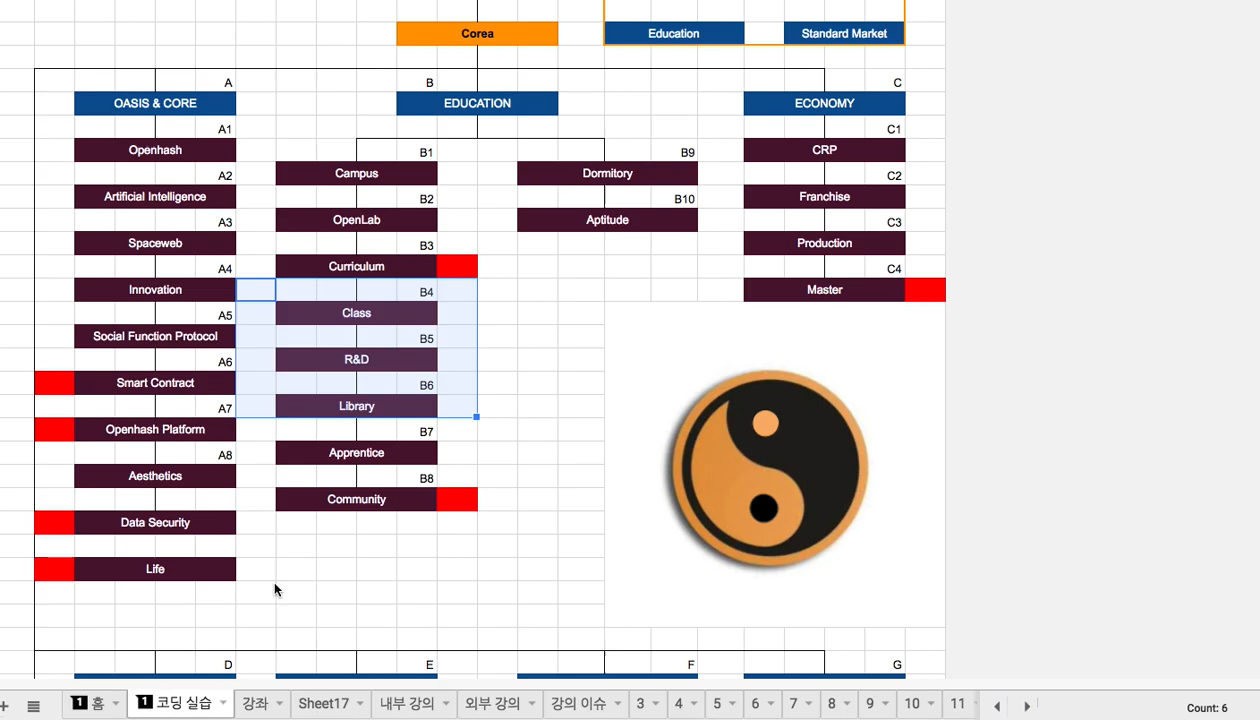 Corea
Education
Standard Market
A
B
C
OASIS & CORE
EDUCATION
ECONOMY
A1
C1
Openhash
CRP
B1
B9
Campus
Dormitory
A2
C2
Artificial Intelligence
Franchise
B2
B10
OpenLab
Aptitude
A3
C3
Spaceweb
Production
B3
Curriculum
A4
C4
Innovation
Master
B4
Class
A5
Social Function Protocol
B5
R&D
A6
Smart Contract
B6
Library
A7
Openhash Platform
B7
Apprentice
A8
Aesthetics
B8
Community
Data Security
Life
D
E
F
G
1 홈
1 코딩 실습
강좌
Sheet17
내부 강의
외부 강의
강의 이슈
3
4
5
6
7
8
9
10
11
Count: 6